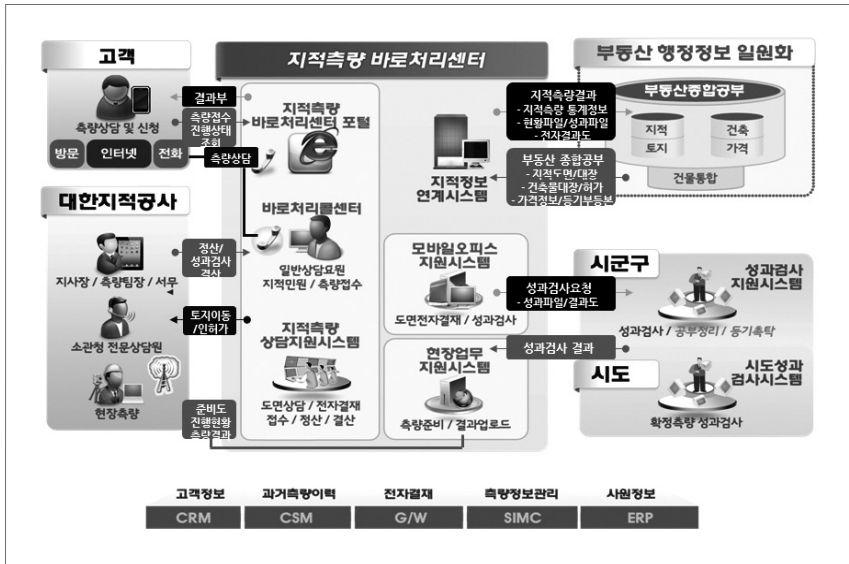 고객
측량상담 및 신청
방문
인터넷
전화
결과부
측량접수
진행상태
조회
측량상담
대한지적공사
지사장 / 측량팀장 / 서무
소관청 전문상담원
현장측량
정산/
성과검사
결산
토지이동
/인허가
준비도
진행현황
측량결과
지적측량 바로처리센터
지적측량
바로처리센터 포털
바로처리콜센터
일반상담요원
지적민원 / 측량접수
지적측량
상담지원시스템
도면상담 / 전자결재
접수 / 정산 / 결산
지적정보
연계시스템
모바일오피스
지원시스템
도면전자결재 / 성과검사
현장업무
지원시스템
측량준비 / 결과업로드
지적측량결과
- 지적측량 통계정보
- 현황파일/성과파일
- 전자결과도
부동산 종합공부
- 지적도면/대장
- 건축물대장/허가
- 가격정보/등기부등본
성과검사요청
- 성과파일/결과도
성과검사 결과
부동산 행정정보 일원화
부동산종합공부
지적
건축
토지
가격
건물통합
시군구
성과검사
지원시스템
성과검사 / 공부정리 / 등기촉탁
시도
시도성과
검사시스템
확정측량 성과검사
고객정보
과거측량이력
전자결재
측량정보관리
사원정보
CRM
CSM
G/W
SIMC
ERP